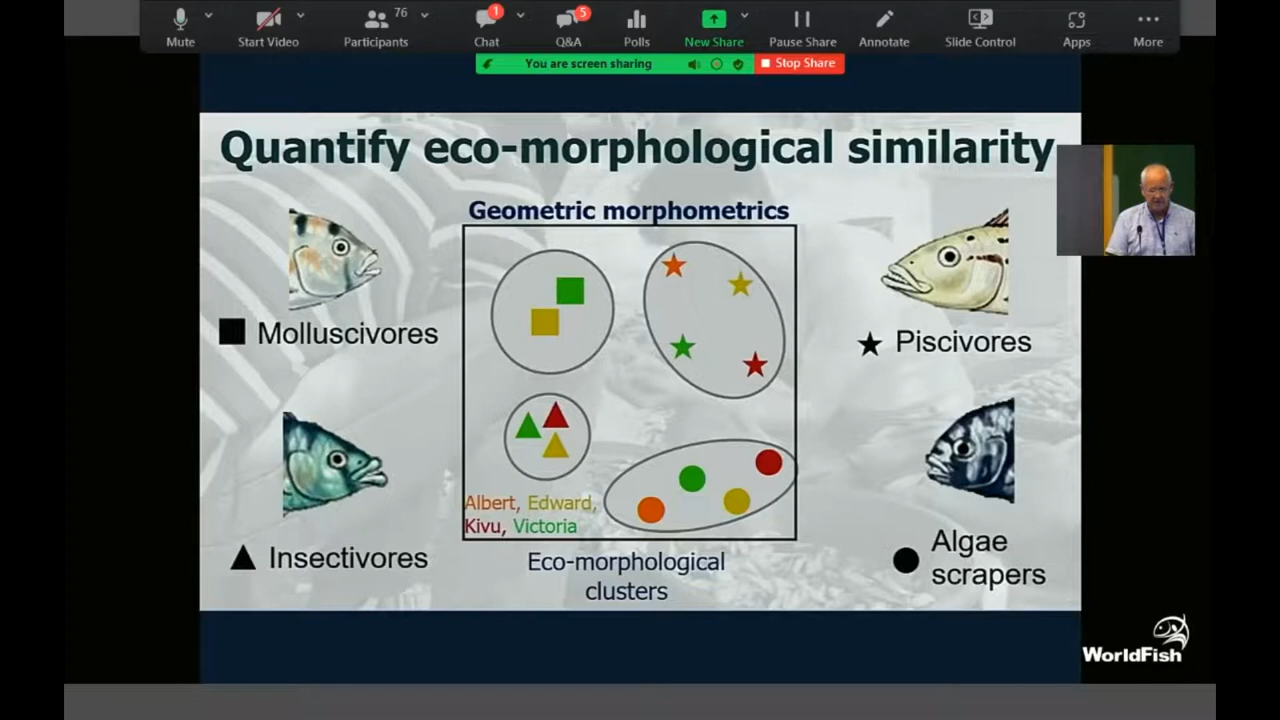 76
1
5
Mute
Start Video
Participants
Chat
Q&A
Polls
New Share
Pause Share
Annotate
Slide Control
Apps
More
You are screen sharing
Stop Share
Quantify eco-morphological similarity
Geometric morphometrics
Molluscivores
Piscivores
Albert, Edward,
Kivu, Victoria
Insectivores
Eco-morphological
clusters
Algae
scrapers
WorldFish